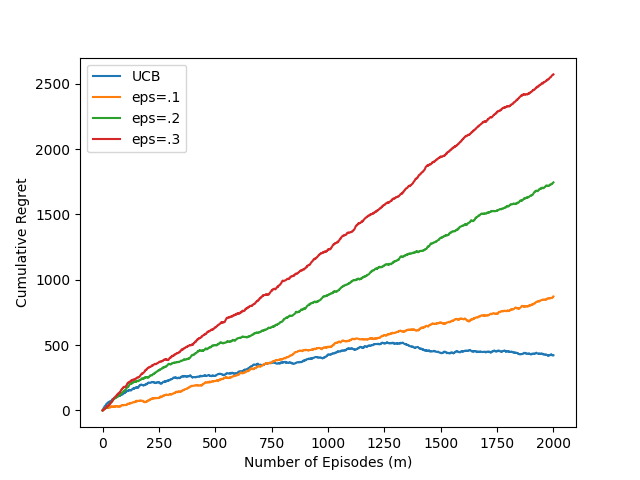 UCB
eps=.1
eps=.2
eps=.3
Cumulative Regret
2500
2000
1500
1000
500
0
0 250 500 750 1000 1250 1500 1750 2000
Number of Episodes (m)